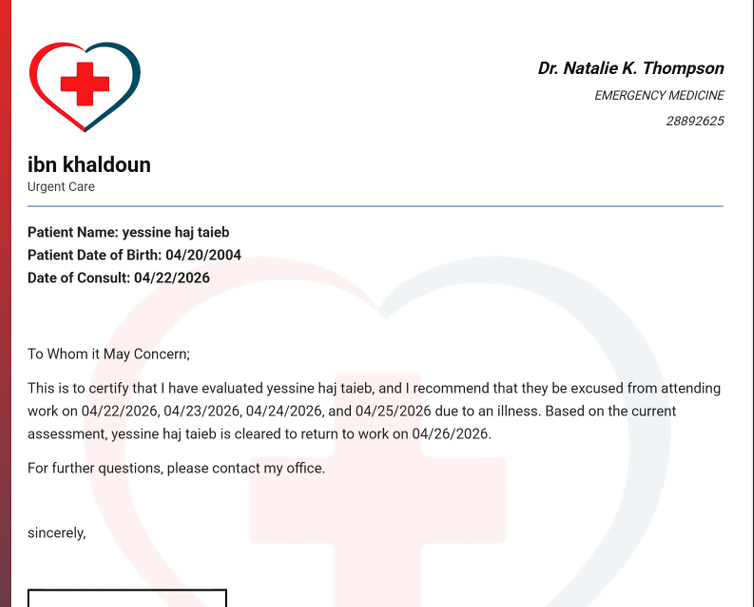 Dr. Natalie K. Thompson
EMERGENCY MEDICINE
28892625
ibn khaldoun
Urgent Care
Patient Name: yessine haj taieb
Patient Date of Birth: 04/20/2004
Date of Consult: 04/22/2026
To Whom it May Concern;
This is to certify that I have evaluated yessine haj taieb, and I recommend that they be excused from attending
work on 04/22/2026, 04/23/2026, 04/24/2026, and 04/25/2026 due to an illness. Based on the current
assessment, yessine haj taieb is cleared to return to work on 04/26/2026.
For further questions, please contact my office.
sincerely,